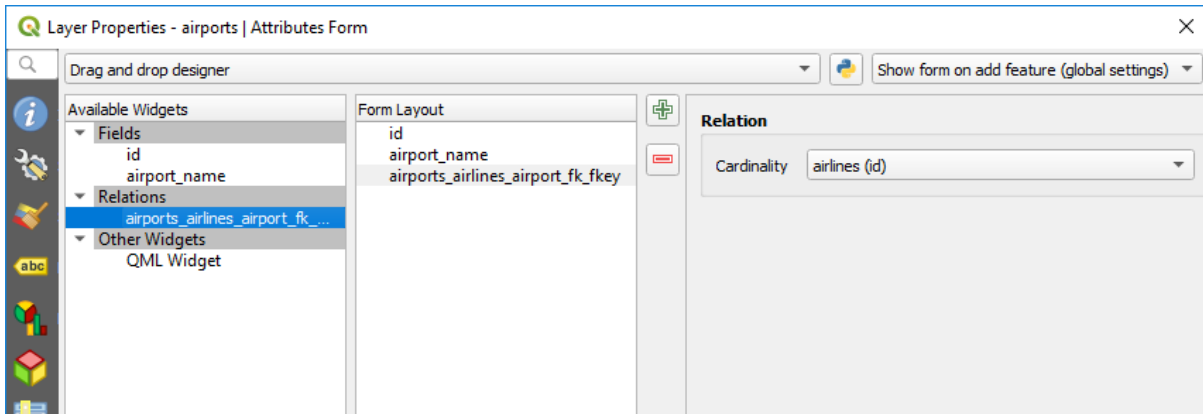 Layer Properties - airports | Attributes Form
Drag and drop designer
Show form on add feature (global settings)
Available Widgets
Fields
id
airport_name
Relations
airports_airlines_airport_fk_...
Other Widgets
QML Widget
Form Layout
id
airport_name
airports_airlines_airport_fk_fkey
Relation
Cardinality airlines (id)
abc